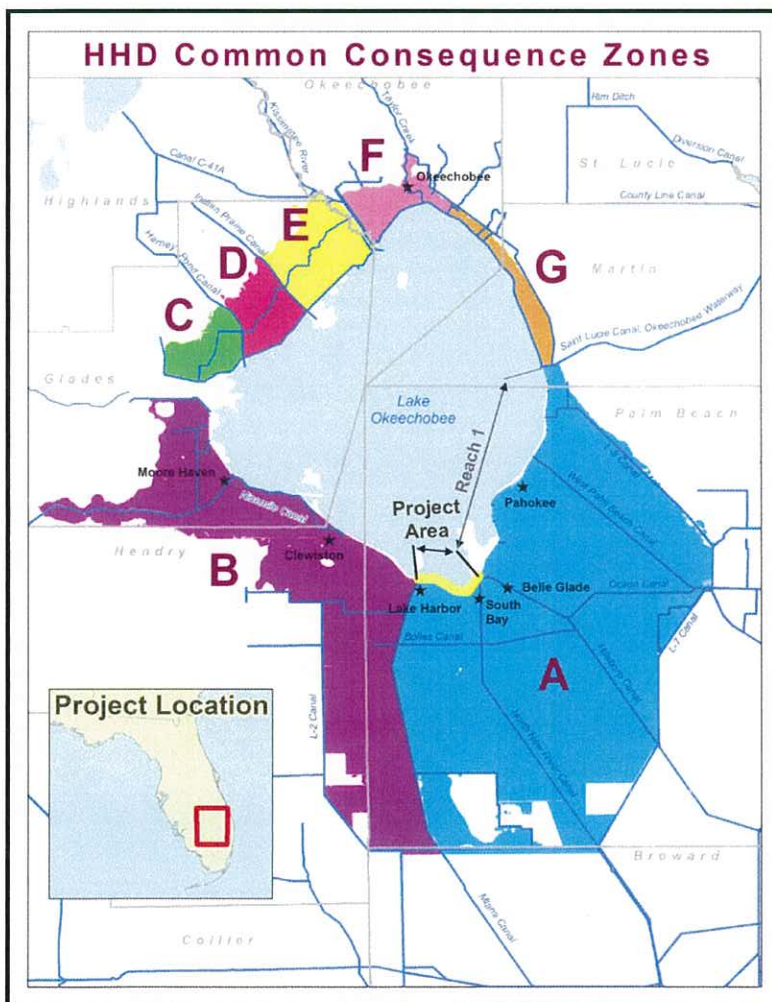 HHD Common Consequence Zones
Okeechobee
Kissimmee River
Taylor Creek
Rim Ditch
Diversion Canal
Canal C-41A
F
Okeechobee
St. Lucie
County Line Canal
Highlands
Indian Prairie Canal
E
Harney Pond Canal
D
G
Martin
C
Saint Lucie Canal, Okeechobee Waterway
Glades
Lake
Okeechobee
Palm Beach
Reach 1
L-8 Canal
Moore Haven
Pahokee
West Palm Beach Canal
Project
Area
Hendry
Clewiston
B
Lake Harbor
Belle Glade
South
Bay
Ocean Canal
Bolles Canal
L-7 Canal
A
Hillsboro Canal
Project Location
L-2 Canal
North New River Canal
Broward
Miami Canal
Collier